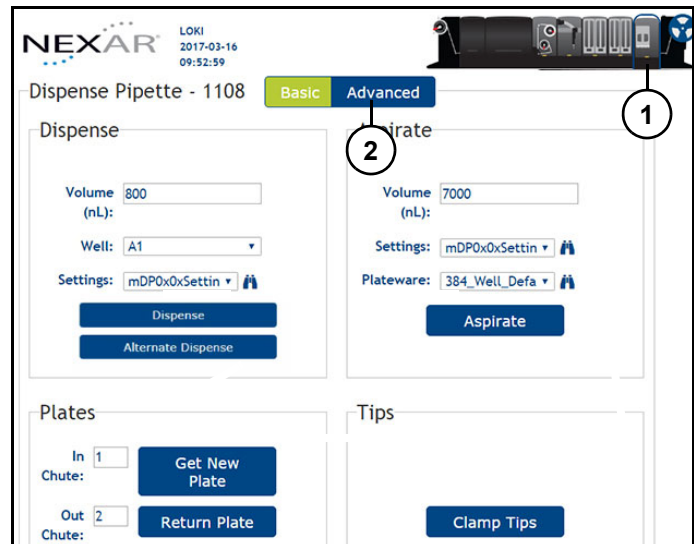 NEXAR
LOKI
2017-03-16
09:52:59
1
Dispense Pipette - 1108
Basic
Advanced
2
Dispense
Volume
(nL):
800
Well:
A1
Settings:
mDP0x0xSettin
Dispense
Alternate Dispense
Aspirate
Volume
(nL):
7000
Settings:
mDP0x0xSettin
Plateware:
384_Well_Defa
Aspirate
Plates
In
Chute:
1
Get New
Plate
Out
Chute:
2
Return Plate
Tips
Clamp Tips